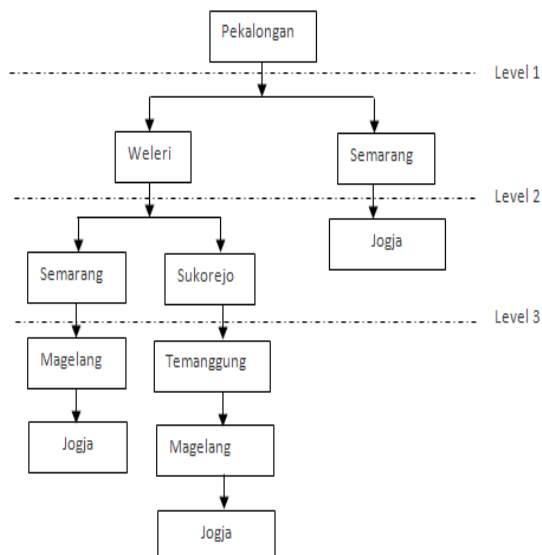 Pekalongan
Level 1
Weleri
Semarang
Level 2
Jogja
Semarang
Sukorejo
Level 3
Magelang
Temanggung
Jogja
Magelang
Jogja